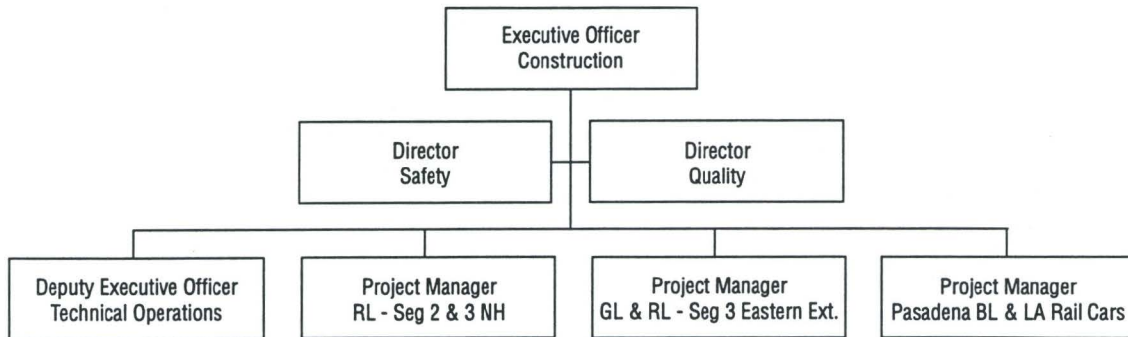 Executive Officer
Construction
Director
Safety
Director
Quality
Deputy Executive Officer
Technical Operations
Project Manager
RL - Seg 2 & 3 NH
Project Manager
GL & RL - Seg 3 Eastern Ext.
Project Manager
Pasadena BL & LA Rail Cars